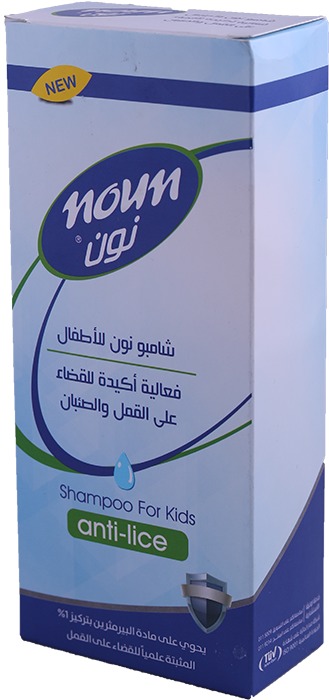 NEW
noun
نون®
شامبو نون للأطفال
فعالية أكيدة للقضاء
على القمل والصئبان
Shampoo For Kids
anti-lice
يحوي على مادة البيرمثرين بتركيز 1%
المثبتة علمياً للقضاء على القمل
TÜV